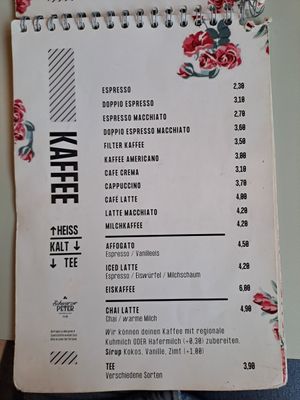 KAFFEE
ESPRESSO 2,30
DOPPIO ESPRESSO 3,10
ESPRESSO MACCHIATO 2,70
DOPPIO ESPRESSO MACCHIATO 3,60
FILTER KAFFEE 3,50
KAFFEE AMERICANO 3,00
CAFE CREMA 3,10
CAPPUCCINO 3,70
CAFE LATTE 4,00
LATTE MACCHIATO 4,20
MILCHKAFFEE 4,00
↑HEISS
KALT ↓
↓ TEE
AFFOGATO 4,50
Espresso / Vanilleeis
ICED LATTE 4,20
Espresso / Eiswürfel / Milchschaum
EISKAFFEE 6,00
CHAI LATTE 4,90
Chai / warme Milch
Wir können deinen Kaffee mit regionale
Kuhmilch ODER Hafermilch (+0,30) zubereiten.
Sirup Kokos, Vanille, Zimt (+1,00)
TEE 3,90
Verschiedene Sorten
Schwarzer
PETER